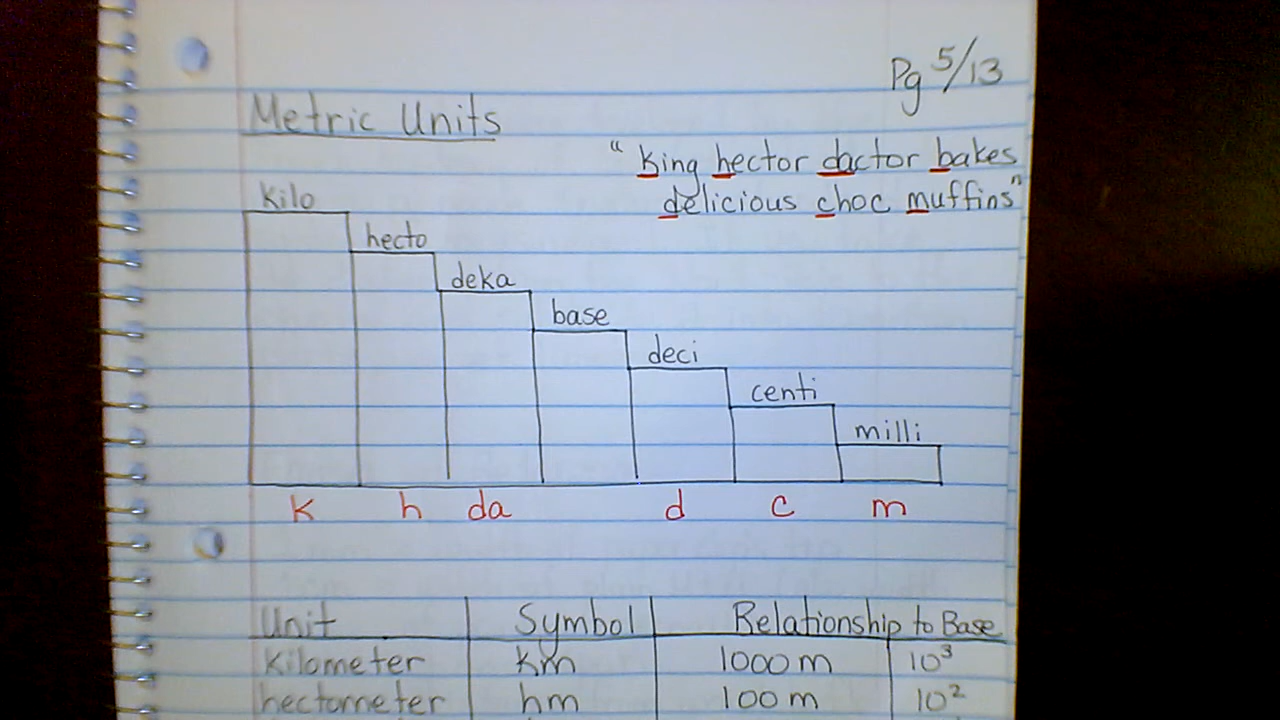 Pg 5/13
Metric Units
"King hector dactor bakes
delicious choc muffins"
kilo
hecto
deka
base
deci
centi
milli
k h da d c m
Unit Symbol Relationship to Base
kilometer km 1000 m 10³
hectometer hm 100 m 10²